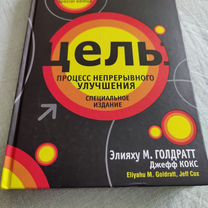 цель.
ПРОЦЕСС НЕПРЕРЫВНОГО
УЛУЧШЕНИЯ
СПЕЦИАЛЬНОЕ
ИЗДАНИЕ
Элияху М. ГОЛДРАТТ
Джефф КОКС
Eliyahu M. Goldratt, Jeff Cox